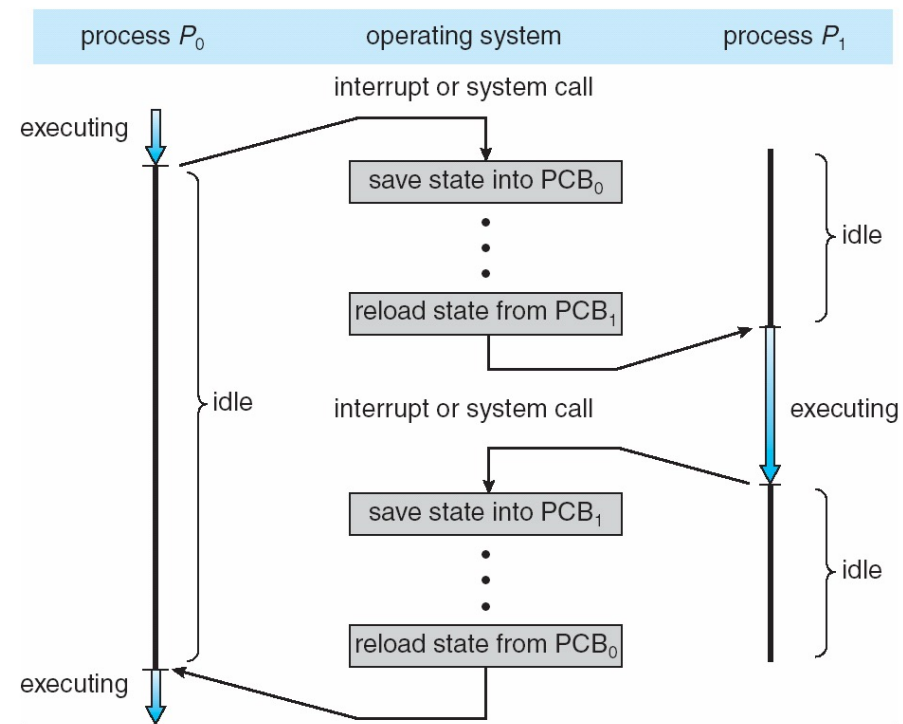 process P₀ operating system process P₁
interrupt or system call
executing
save state into PCB₀
idle
reload state from PCB₁
idle
interrupt or system call
executing
save state into PCB₁
idle
reload state from PCB₀
executing